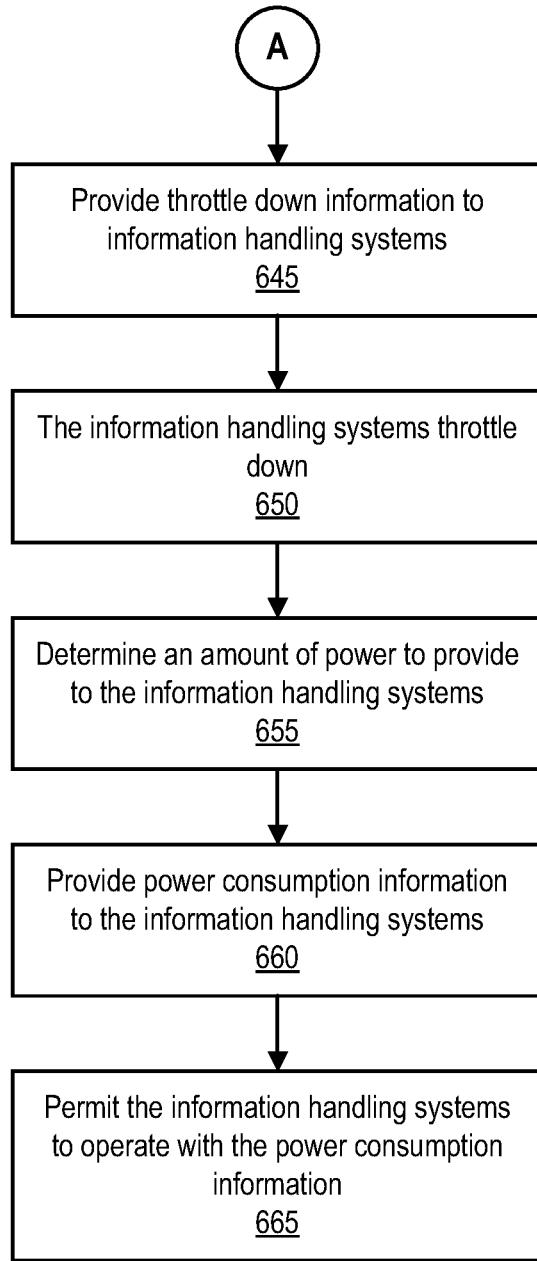 A
Provide throttle down information to
information handling systems
645
The information handling systems throttle
down
650
Determine an amount of power to provide
to the information handling systems
655
Provide power consumption information
to the information handling systems
660
Permit the information handling systems
to operate with the power consumption
information
665